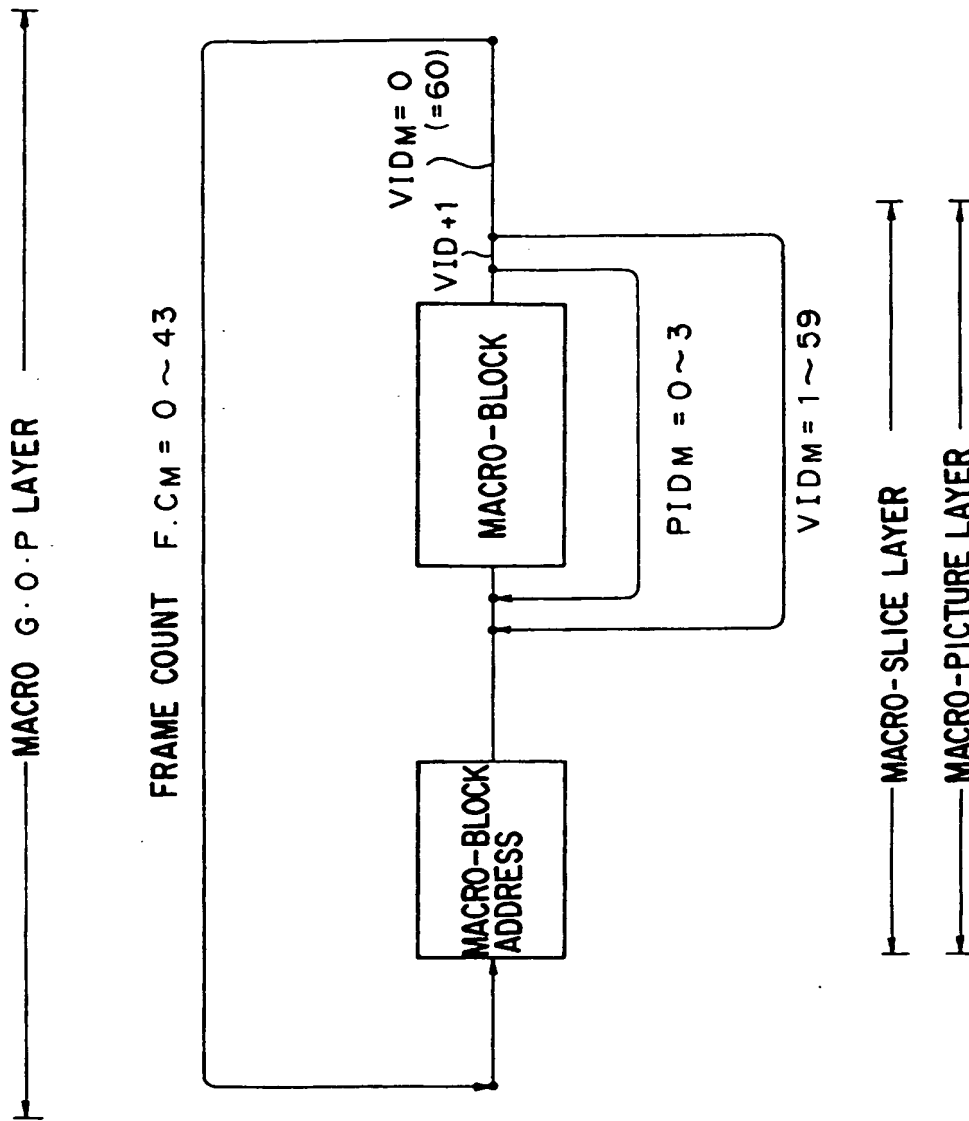 MACRO G·O·P LAYER
FRAME COUNT F.CM = 0 ~ 43
MACRO-BLOCK
ADDRESS
MACRO-BLOCK
VID+1
VIDM = 0
(=60)
PIDM = 0~3
VIDM = 1~59
MACRO-SLICE LAYER
MACRO-PICTURE LAYER